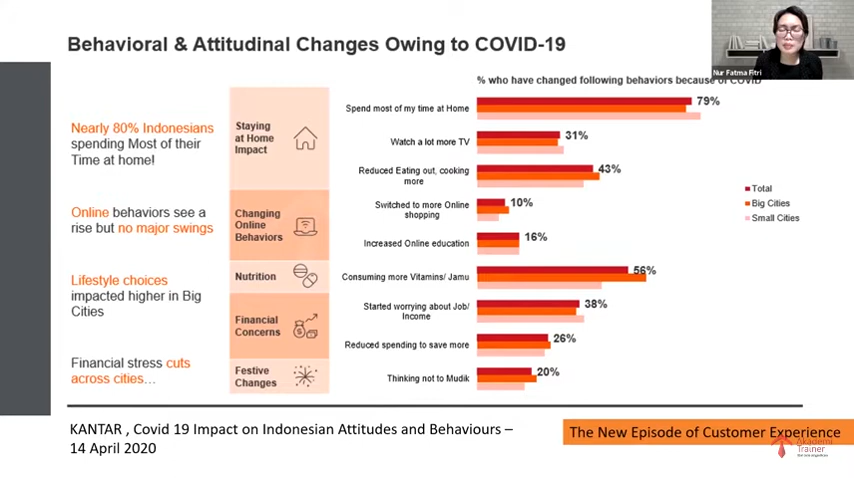 Behavioral & Attitudinal Changes Owing to COVID-19
Nur Fatma Fitri
% who have changed following behaviors because of COVID
Nearly 80% Indonesians
spending Most of their
Time at home!
Online behaviors see a
rise but no major swings
Lifestyle choices
impacted higher in Big
Cities
Financial stress cuts
across cities…
Staying
at Home
Impact
Changing
Online
Behaviors
Nutrition
Financial
Concerns
Festive
Changes
Spend most of my time at Home
79%
Watch a lot more TV
31%
Reduced Eating out, cooking
more
43%
Switched to more Online
shopping
10%
Increased Online education
16%
Consuming more Vitamins/ Jamu
56%
Started worrying about Job/
Income
38%
Reduced spending to save more
26%
Thinking not to Mudik
20%
Total
Big Cities
Small Cities
KANTAR , Covid 19 Impact on Indonesian Attitudes and Behaviours –
14 April 2020
The New Episode of Customer Experience
Akademi
Trainer